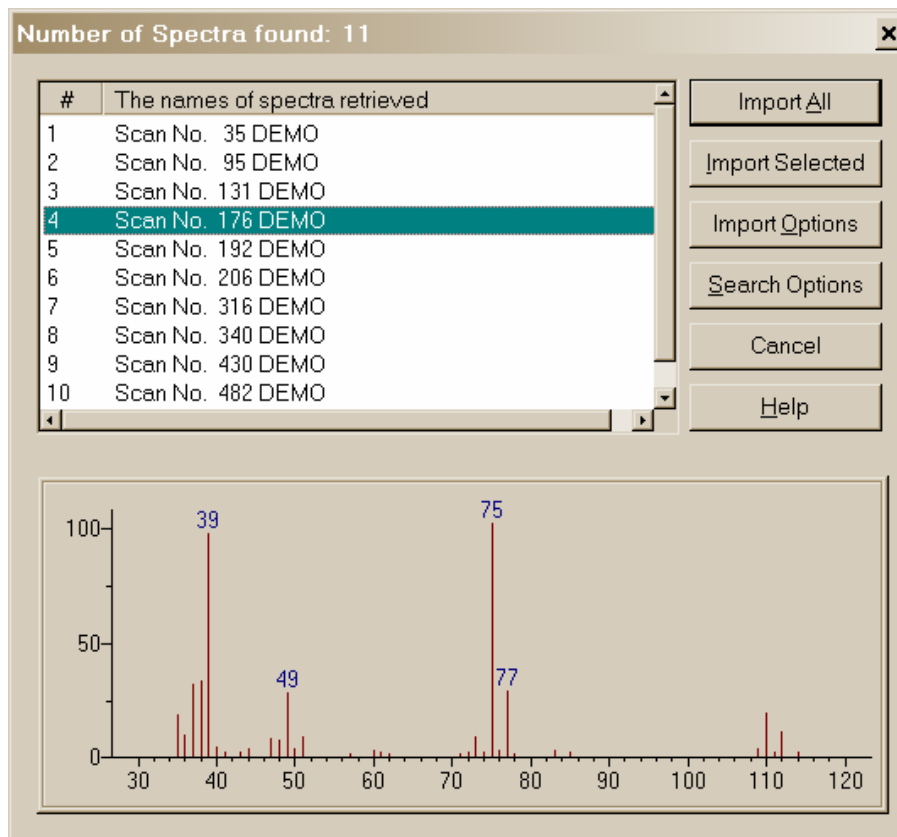 Number of Spectra found: 11
# The names of spectra retrieved
1 Scan No. 35 DEMO
2 Scan No. 95 DEMO
3 Scan No. 131 DEMO
4 Scan No. 176 DEMO
5 Scan No. 192 DEMO
6 Scan No. 206 DEMO
7 Scan No. 316 DEMO
8 Scan No. 340 DEMO
9 Scan No. 430 DEMO
10 Scan No. 482 DEMO
Import All
Import Selected
Import Options
Search Options
Cancel
Help
100
50
0
39
49
75
77
30 40 50 60 70 80 90 100 110 120